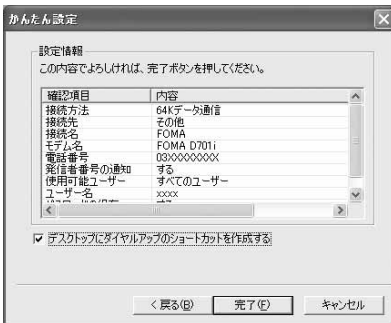 かんたん設定
設定情報
この内容でよろしければ、完了ボタンを押してください。
確認項目 内容
接続方法 64Kデータ通信
接続先 その他
接続名 FOMA
モデム名 FOMA D701i
電話番号 03XXXXXXXX
発信者番号の通知 する
使用可能ユーザー すべてのユーザー
ユーザー名 xxxx
デスクトップにダイヤルアップのショートカットを作成する
< 戻る(B) 完了(F) キャンセル